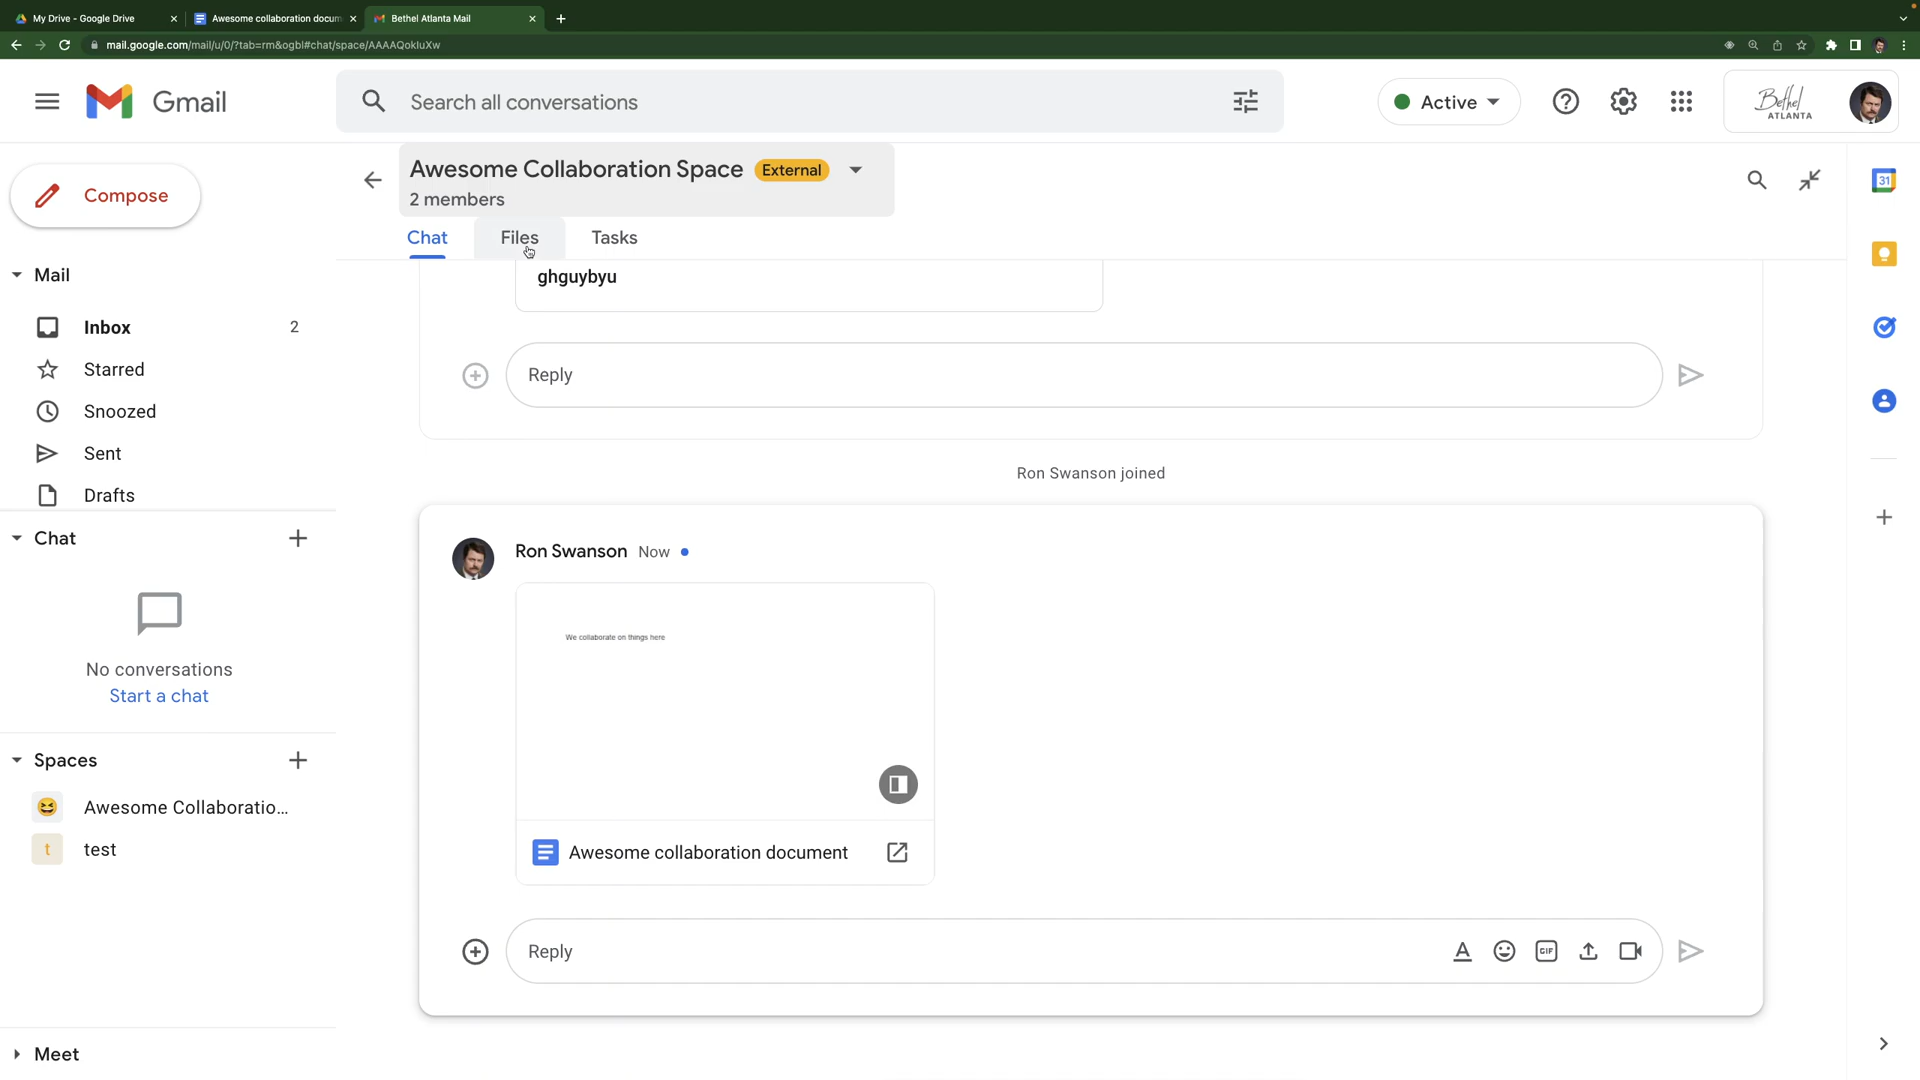 My Drive - Google Drive
Awesome collaboration docum
Bethel Atlanta Mail
mail.google.com/mail/u/0/?tab=rm&ogbl#chat/space/AAAAQokIuXw
Gmail
Search all conversations
Active
Bethel
ATLANTA
Compose
Awesome Collaboration Space
External
2 members
Chat
Files
Tasks
Mail
Inbox
2
Starred
Snoozed
Sent
Drafts
Chat
No conversations
Start a chat
Spaces
Awesome Collaboratio...
t
test
Meet
ghguybyu
Reply
Ron Swanson joined
Ron Swanson Now
We collaborate on things here
Awesome collaboration document
Reply
GIF
31